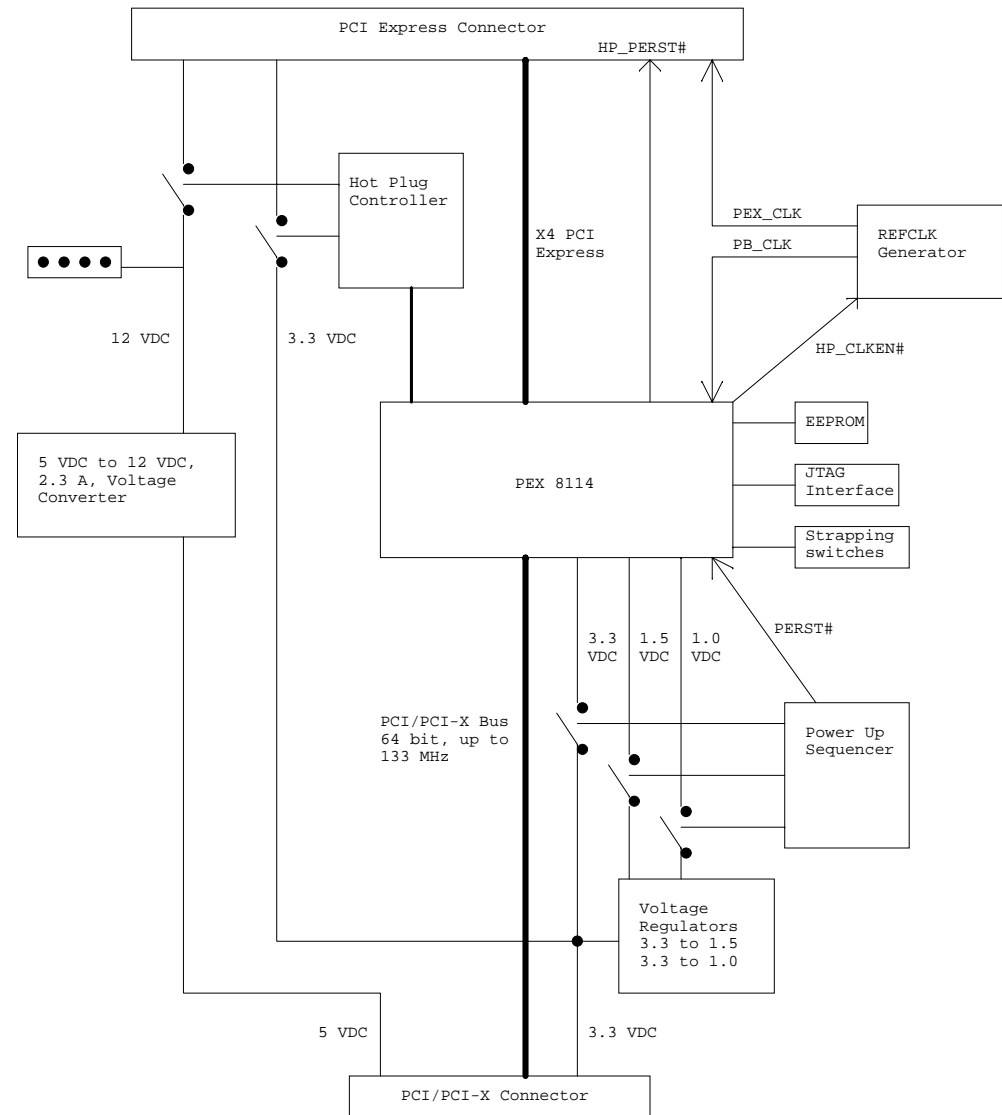 PCI Express Connector
HP_PERST#
Hot Plug
Controller
X4 PCI
Express
PEX_CLK
PB_CLK
REFCLK
Generator
12 VDC
3.3 VDC
HP_CLKEN#
5 VDC to 12 VDC,
2.3 A, Voltage
Converter
PEX 8114
EEPROM
JTAG
Interface
Strapping
switches
3.3
VDC
1.5
VDC
1.0
VDC
PERST#
PCI/PCI-X Bus
64 bit, up to
133 MHz
Power Up
Sequencer
Voltage
Regulators
3.3 to 1.5
3.3 to 1.0
5 VDC
3.3 VDC
PCI/PCI-X Connector